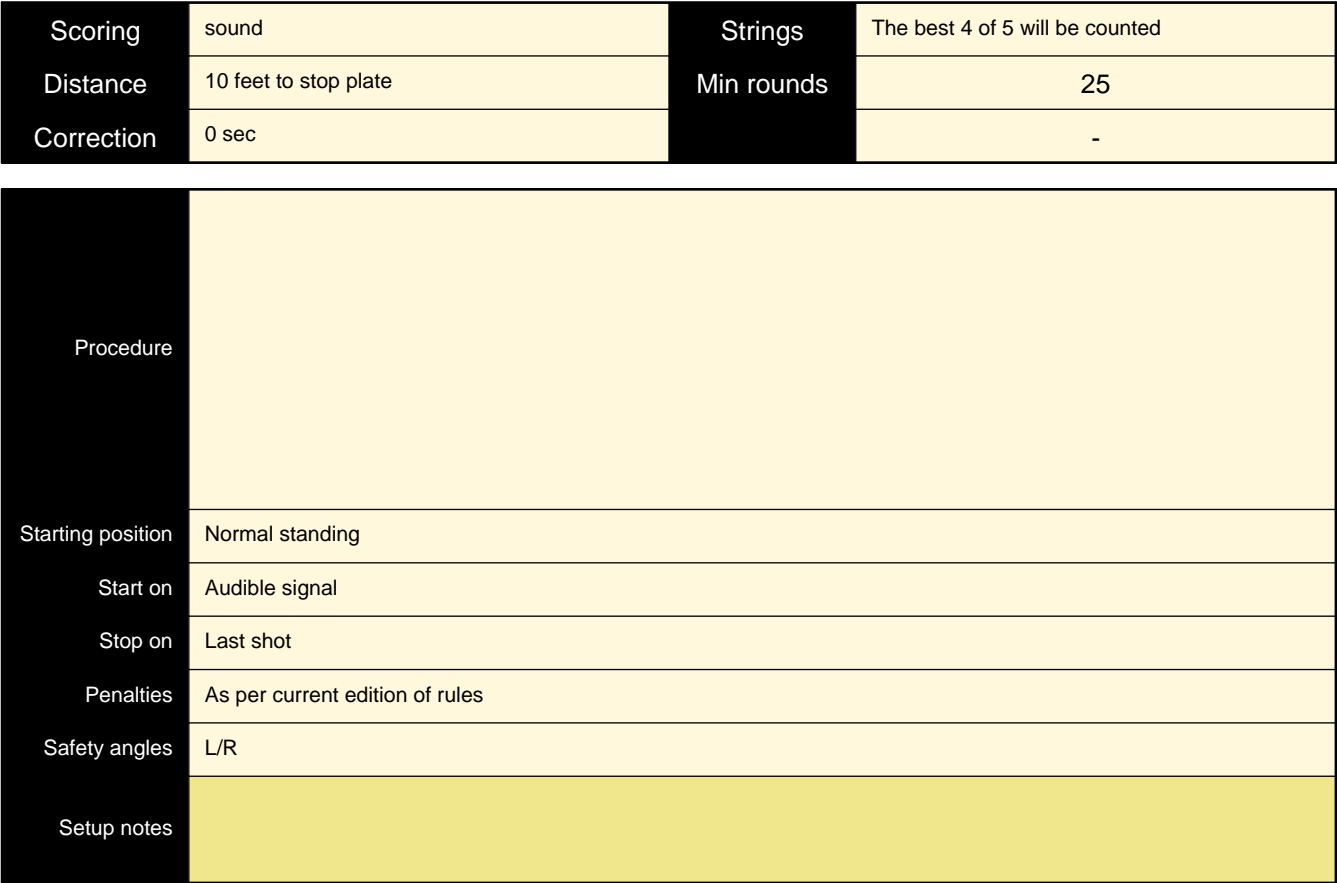 Scoring sound Strings The best 4 of 5 will be counted
Distance 10 feet to stop plate Min rounds 25
Correction 0 sec -
Procedure
Starting position Normal standing
Start on Audible signal
Stop on Last shot
Penalties As per current edition of rules
Safety angles L/R
Setup notes